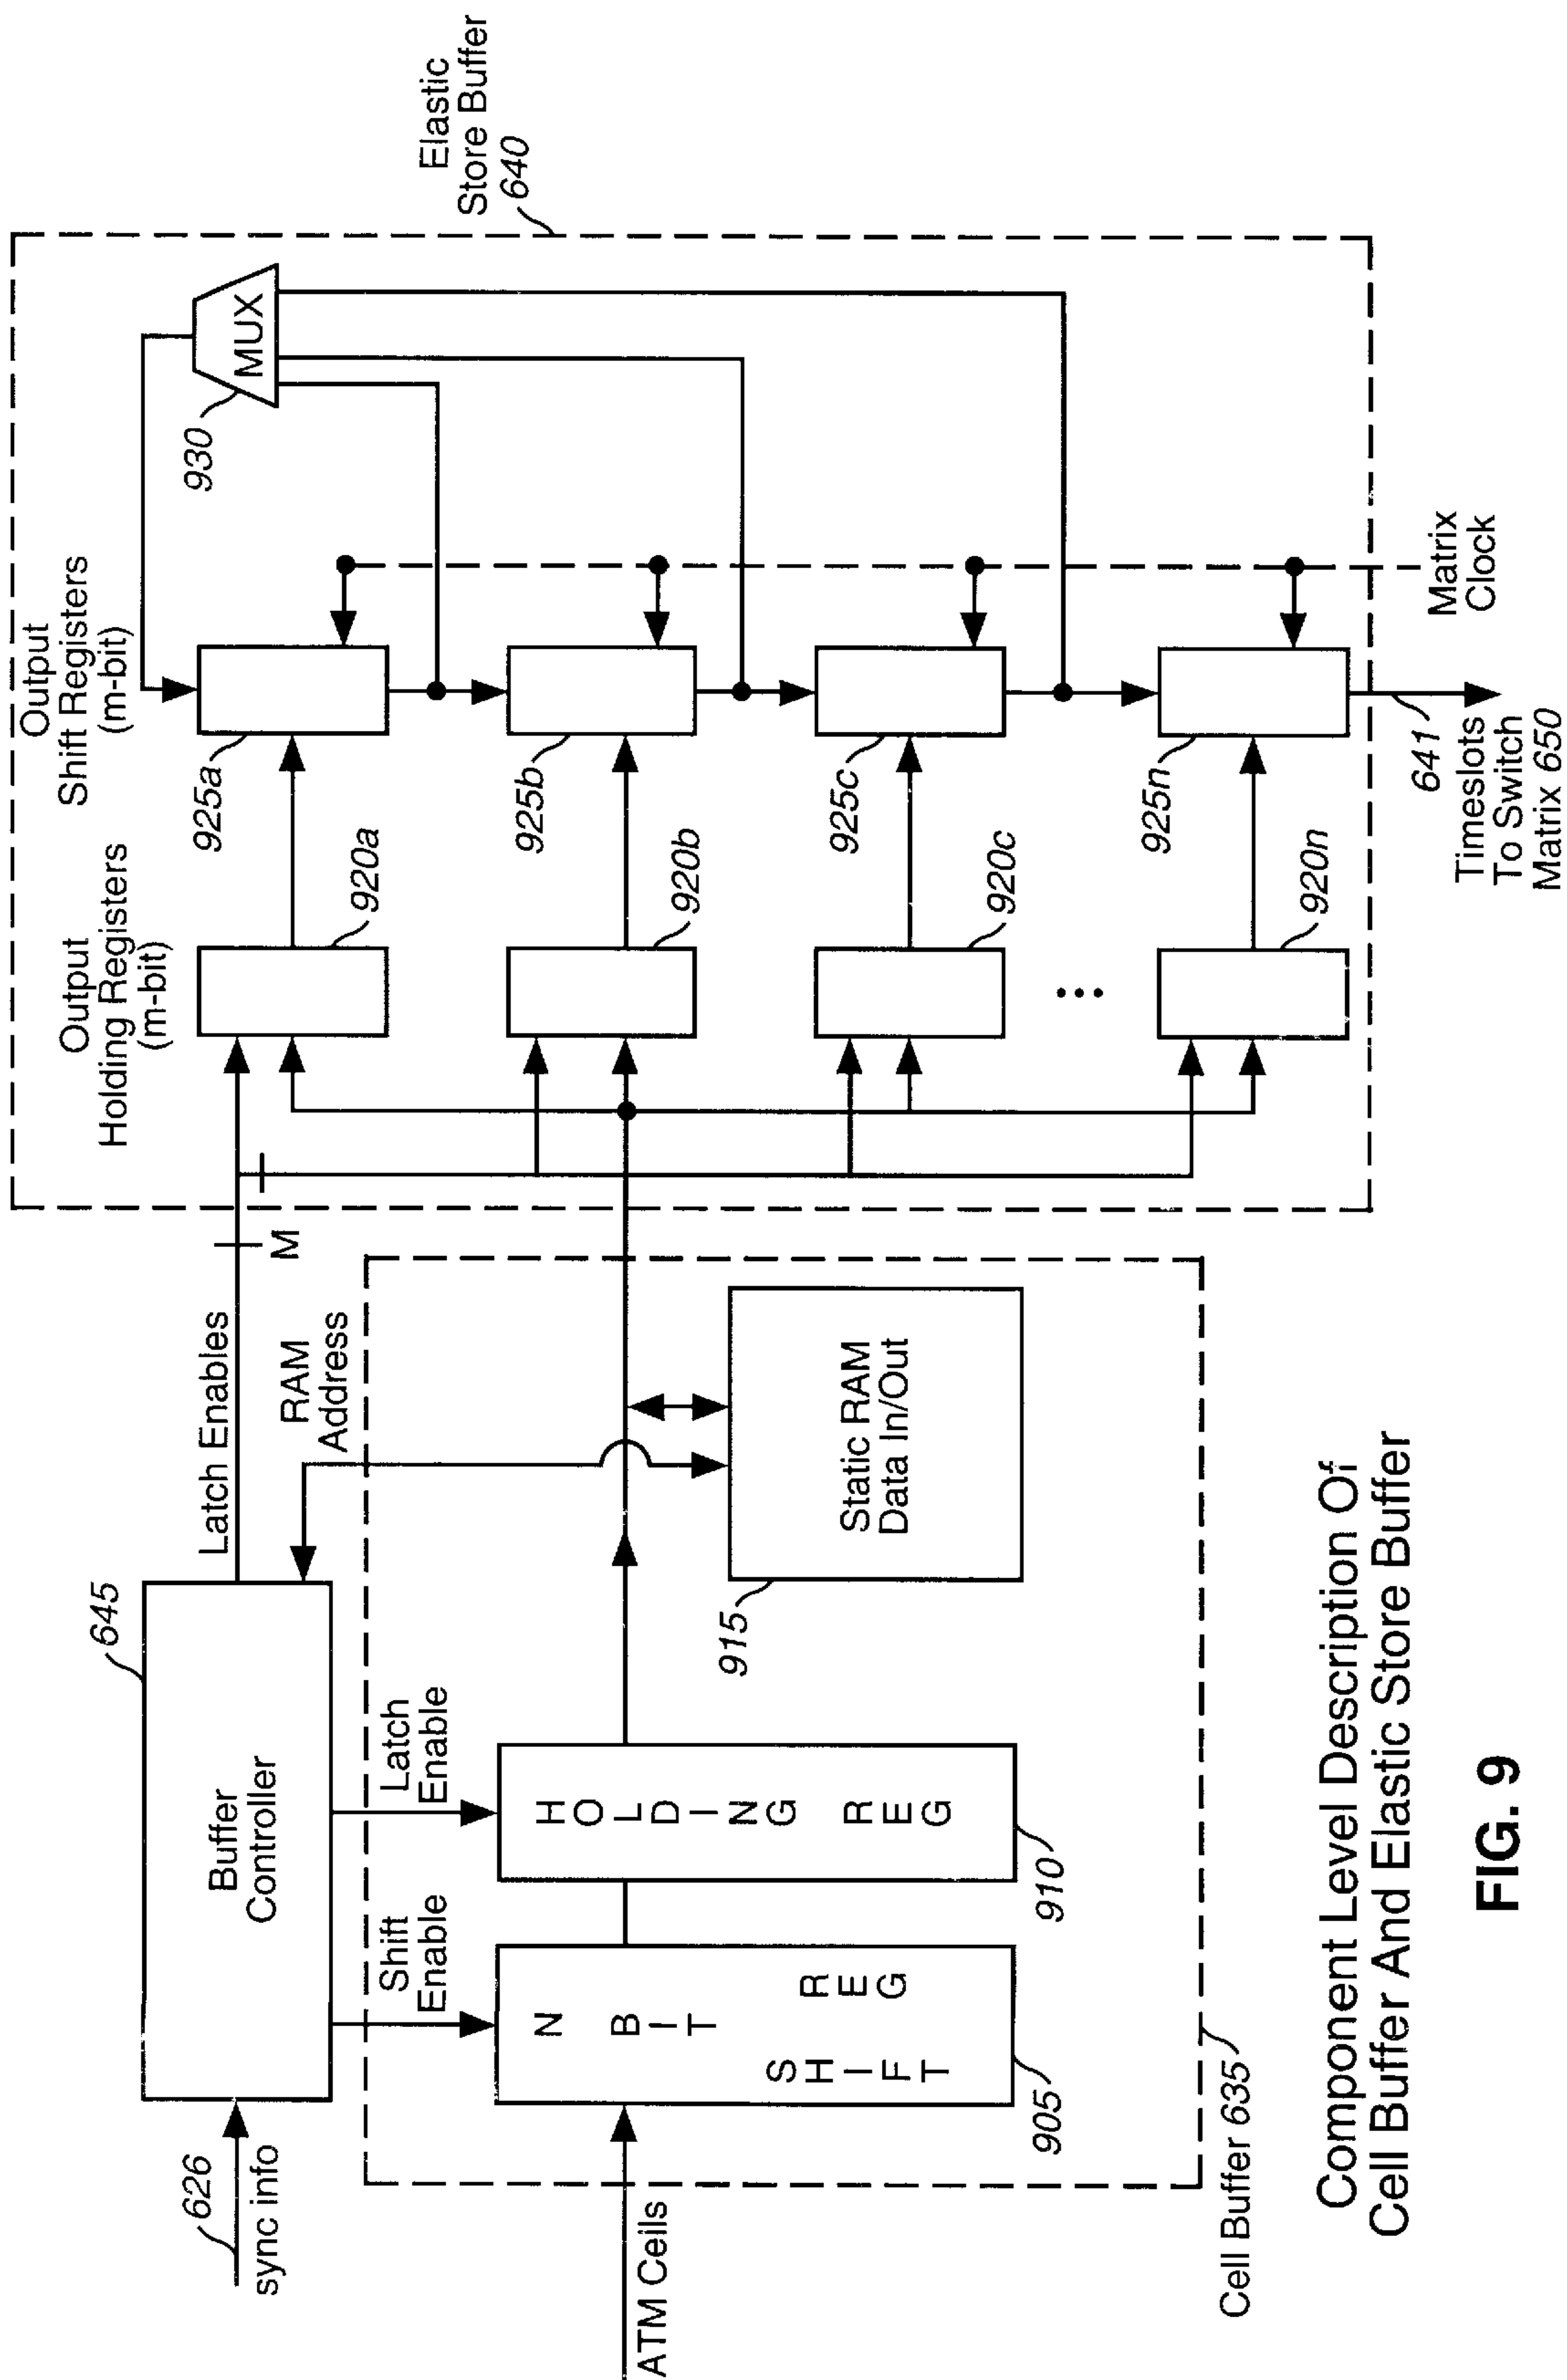 626
sync info
645
Buffer
Controller
Latch Enables
M
RAM
Address
Shift
Enable
Latch
Enable
ATM Ceils
N BIT
SHIFT REG
905
HOLDING REG
910
Static RAM
Data In/Out
915
Cell Buffer 635
Output
Holding Registers
(m-bit)
920a
920b
920c
...
920n
Output
Shift Registers
(m-bit)
925a
925b
925c
925n
MUX
930
Elastic
Store Buffer
640
Matrix
Clock
641
Timeslots
To Switch
Matrix 650
Component Level Description Of
Cell Buffer And Elastic Store Buffer
FIG. 9